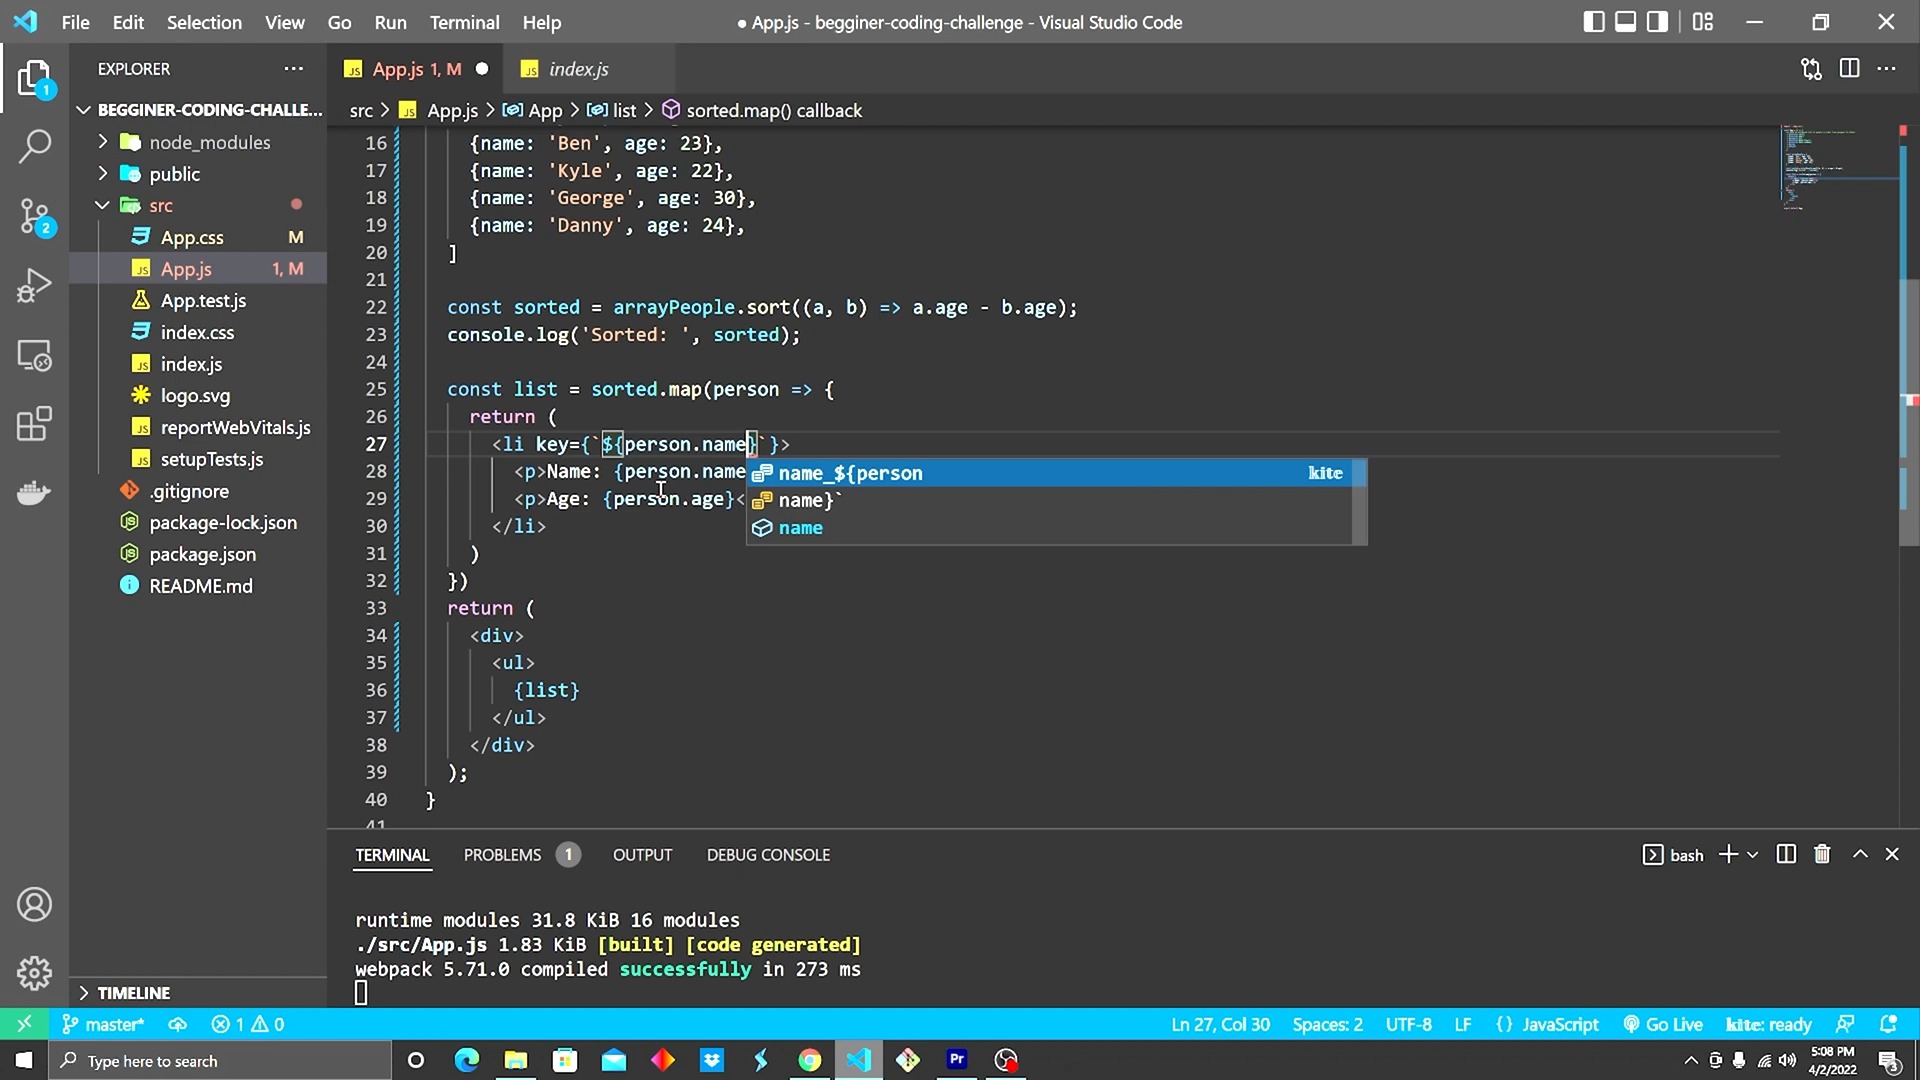 File Edit Selection View Go Run Terminal Help
● App.js - begginer-coding-challenge - Visual Studio Code
EXPLORER
BEGGINER-CODING-CHALLE...
node_modules
public
src
App.css M
App.js 1, M
App.test.js
index.css
index.js
logo.svg
reportWebVitals.js
setupTests.js
.gitignore
package-lock.json
package.json
README.md
TIMELINE
1
2
App.js 1, M
index.js
src > App.js > App > list > sorted.map() callback
16 {name: 'Ben', age: 23},
17 {name: 'Kyle', age: 22},
18 {name: 'George', age: 30},
19 {name: 'Danny', age: 24},
20 ]
21
22 const sorted = arrayPeople.sort((a, b) => a.age - b.age);
23 console.log('Sorted: ', sorted);
24
25 const list = sorted.map(person => {
26 return (
27 <li key={`${person.name}`}>
28 <p>Name: {person.name
29 <p>Age: {person.age}<
30 </li>
31 )
32 })
33 return (
34 <div>
35 <ul>
36 {list}
37 </ul>
38 </div>
39 );
40 }
41
name_${person kite
name}`
name
TERMINAL PROBLEMS 1 OUTPUT DEBUG CONSOLE
bash
runtime modules 31.8 KiB 16 modules
./src/App.js 1.83 KiB [built] [code generated]
webpack 5.71.0 compiled successfully in 273 ms
master* 1 0
Ln 27, Col 30 Spaces: 2 UTF-8 LF {} JavaScript Go Live kite: ready
Type here to search
Pr
5:08 PM
4/2/2022
3